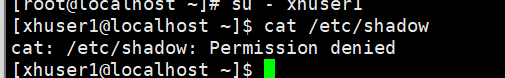 [root@localhost ~]# su - xhuser1
[xhuser1@localhost ~]$ cat /etc/shadow
cat: /etc/shadow: Permission denied
[xhuser1@localhost ~]$